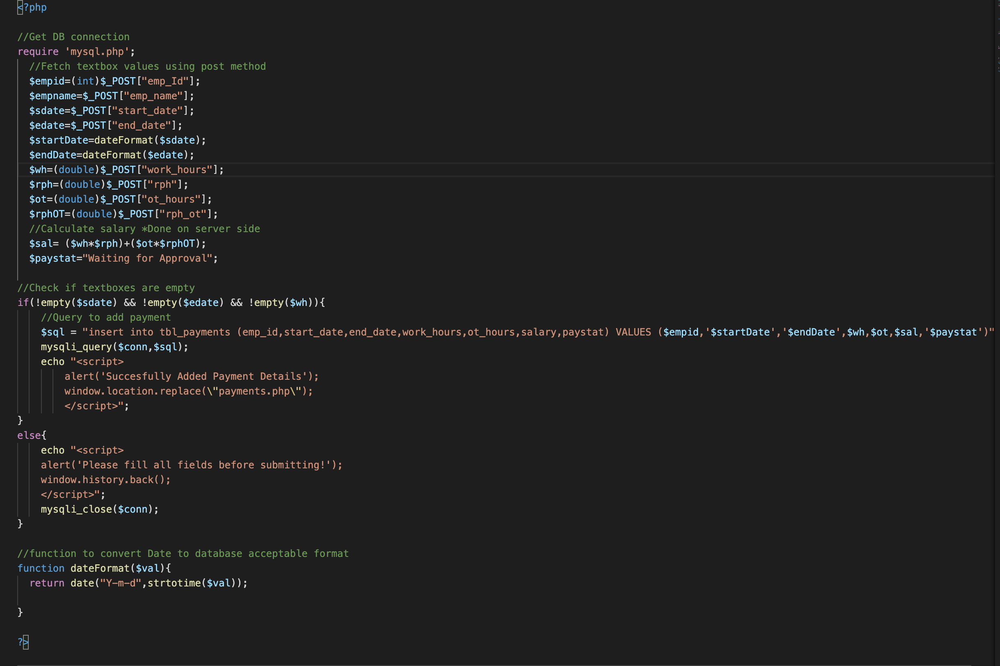 <?php
//Get DB connection
require 'mysql.php';
//Fetch textbox values using post method
$empid=(int)$_POST["emp_Id"];
$empname=$_POST["emp_name"];
$sdate=$_POST["start_date"];
$edate=$_POST["end_date"];
$startDate=dateFormat($sdate);
$endDate=dateFormat($edate);
$wh=(double)$_POST["work_hours"];
$rph=(double)$_POST["rph"];
$ot=(double)$_POST["ot_hours"];
$rphOT=(double)$_POST["rph_ot"];
//Calculate salary *Done on server side
$sal= ($wh*$rph)+($ot*$rphOT);
$paystat="Waiting for Approval";
//Check if textboxes are empty
if(!empty($sdate) && !empty($edate) && !empty($wh)){
//Query to add payment
$sql = "insert into tbl_payments (emp_id,start_date,end_date,work_hours,ot_hours,salary,paystat) VALUES ($empid,'$startDate','$endDate',$wh,$ot,$sal,'$paystat')"
mysqli_query($conn,$sql);
echo "<script>
alert('Succesfully Added Payment Details');
window.location.replace(\"payments.php\");
</script>";
}
else{
echo "<script>
alert('Please fill all fields before submitting!');
window.history.back();
</script>";
mysqli_close($conn);
}
//function to convert Date to database acceptable format
function dateFormat($val){
return date("Y-m-d",strtotime($val));
}
?>